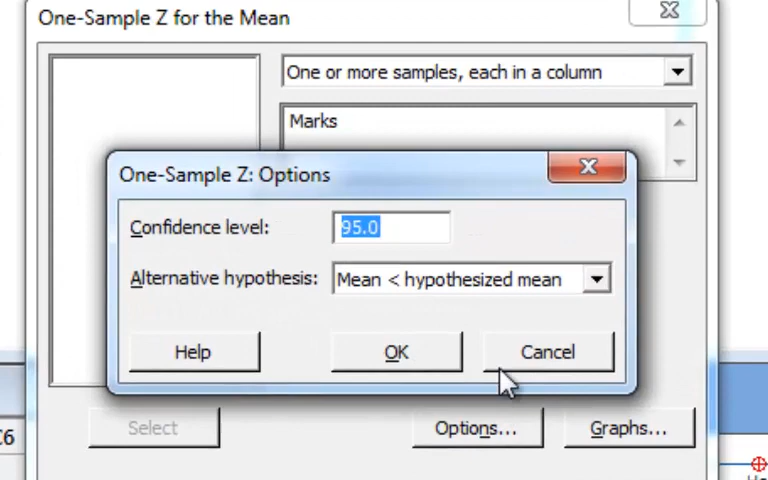 One-Sample Z for the Mean
One or more samples, each in a column
Marks
One-Sample Z: Options
Confidence level:
95.0
Alternative hypothesis:
Mean < hypothesized mean
Help
OK
Cancel
C6
Select
Options...
Graphs...